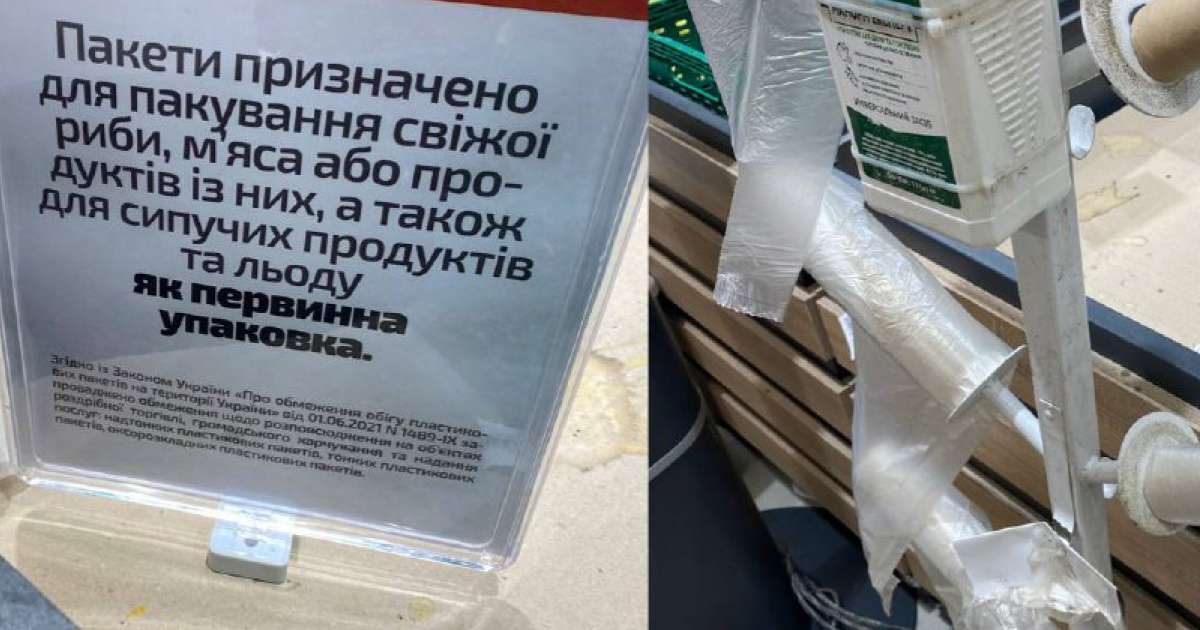 Пакети призначено
для пакування свіжої
риби, м'яса або про-
дуктів із них, а також
для сипучих продуктів
та льоду
як первинна
упаковка.
Згідно із Законом України «Про обмеження обігу пластико-
вих пакетів на території України» від 01.06.2021 N 1489-IX за-
проваджено обмеження щодо розповсюдження на об'єктах
роздрібної торгівлі, громадського харчування та надання
послуг: надтонких пластикових пакетів, тонких пластикових
пакетів, оксорозкладних пластикових пакетів.
УНІВЕРСАЛЬНИЙ ЗАСІБ